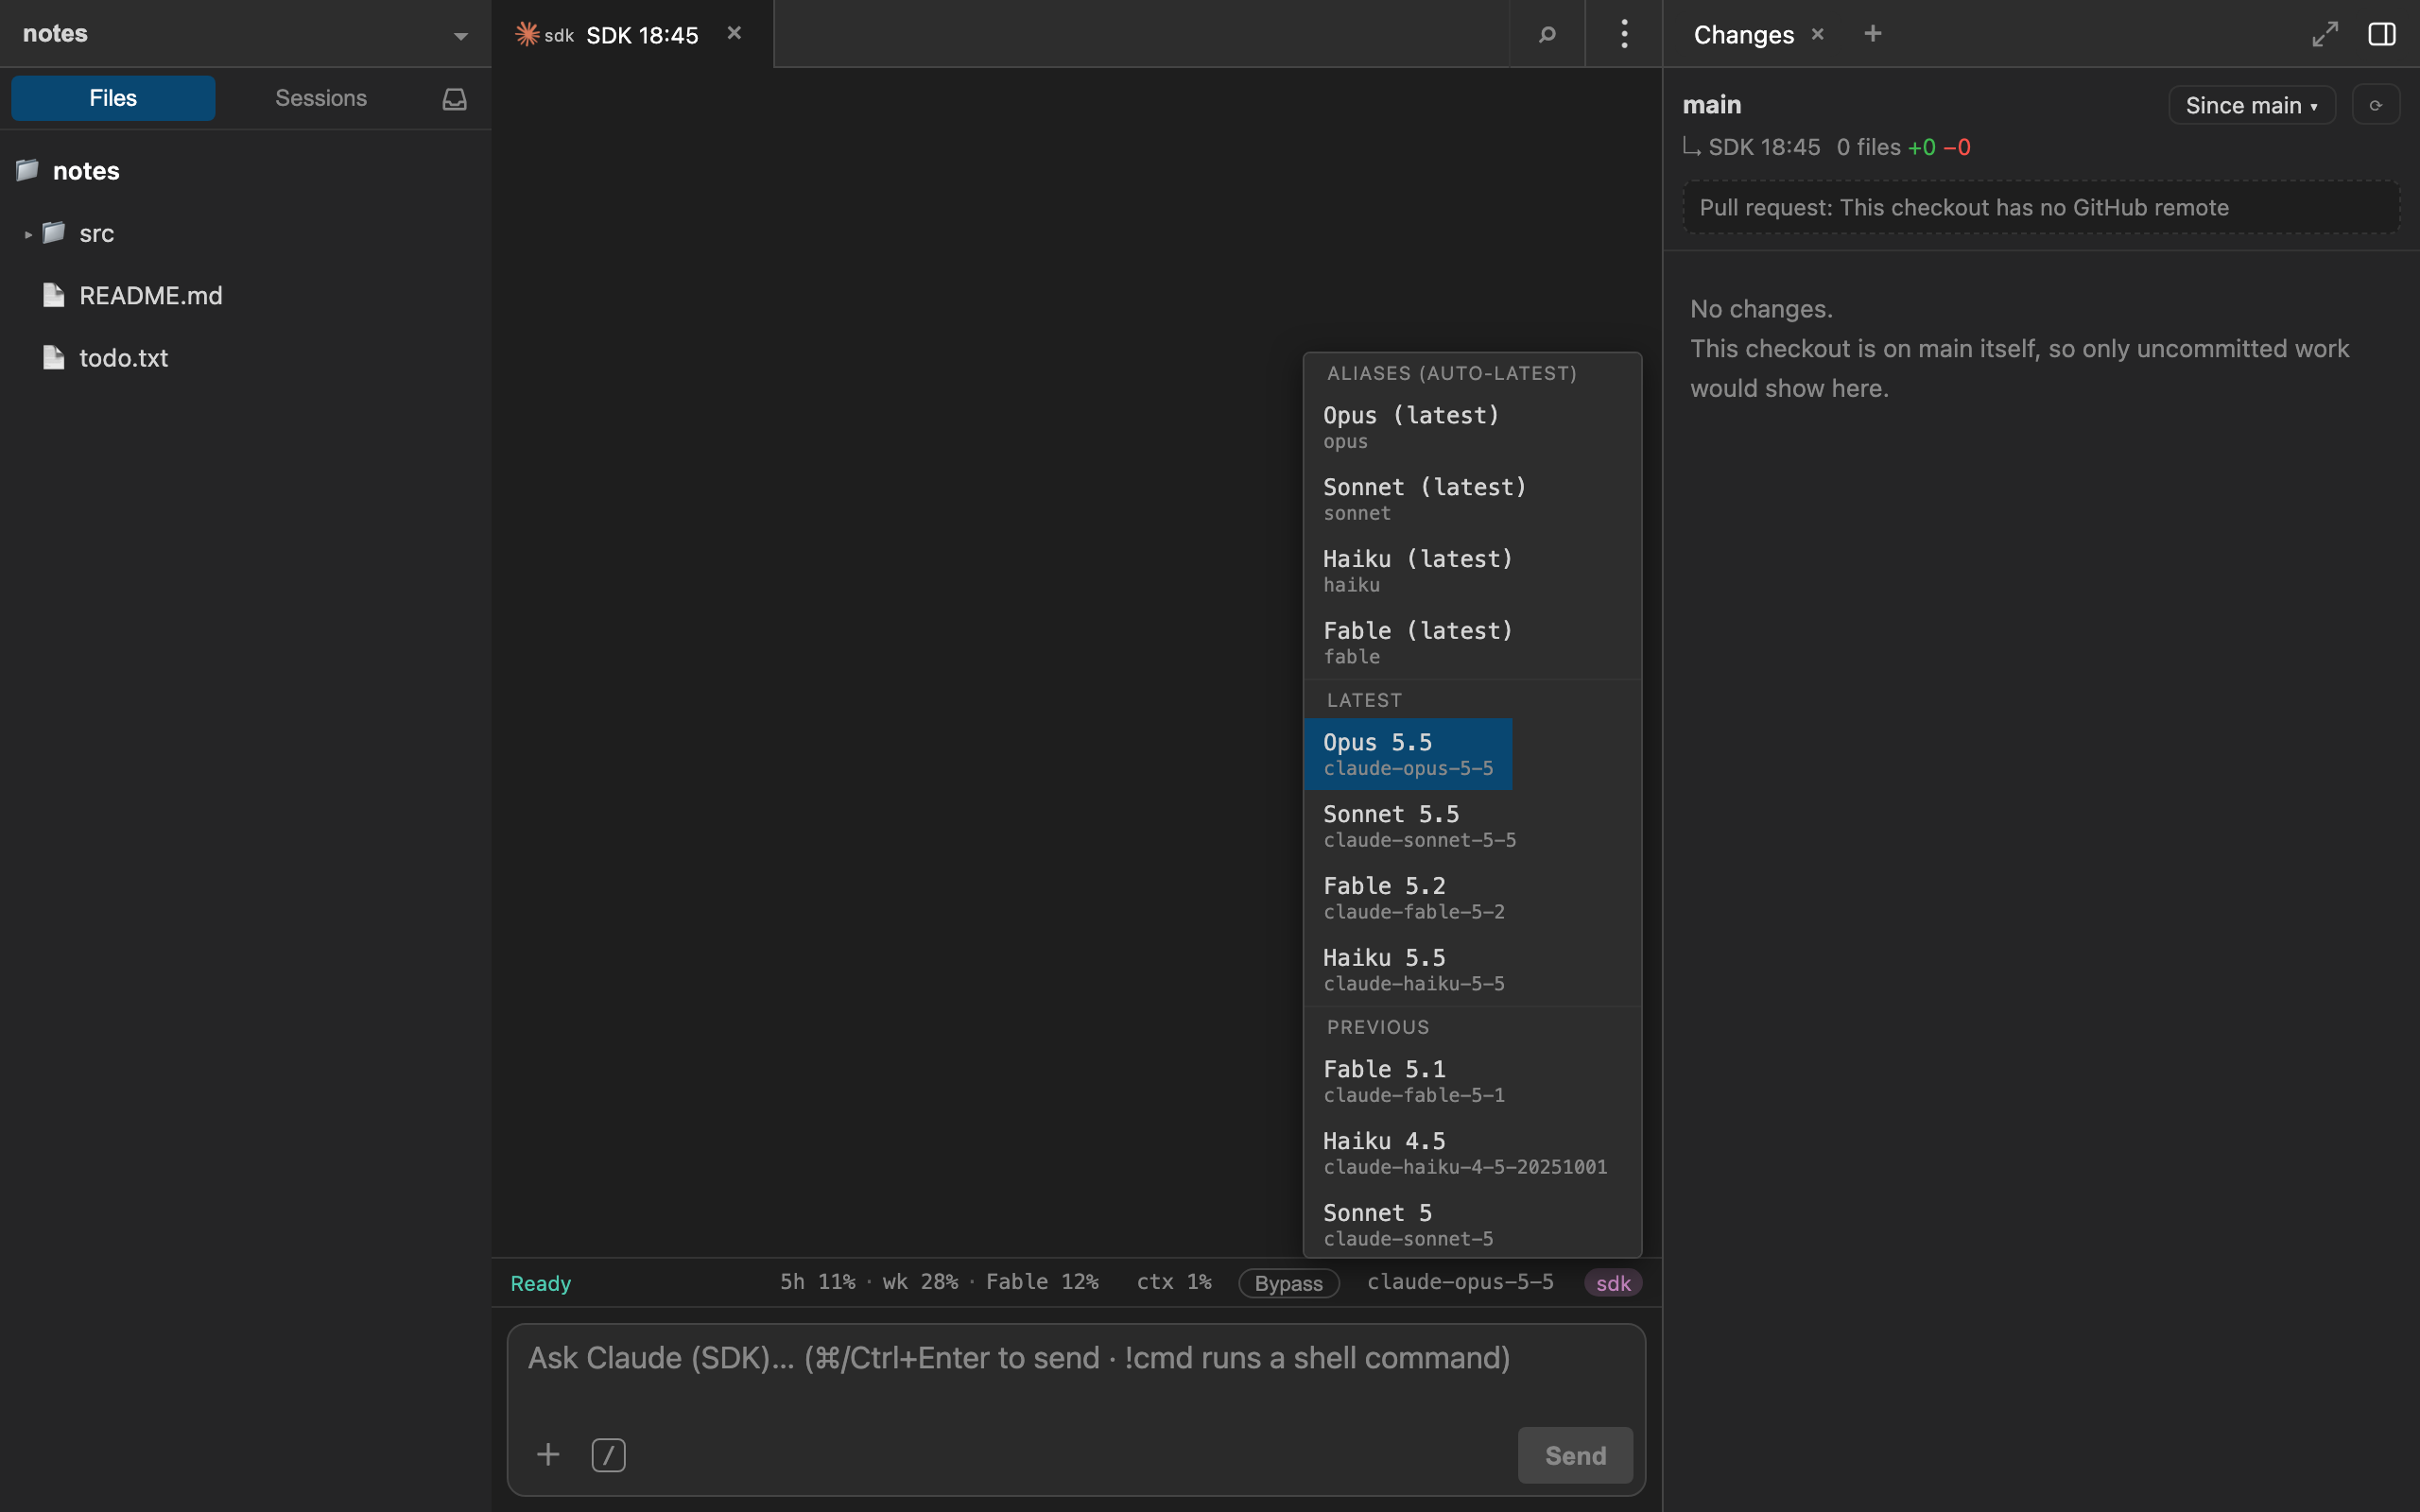 notes
Files
Sessions
notes
src
README.md
todo.txt
sdk SDK 18:45 ×
ALIASES (AUTO-LATEST)
Opus (latest)
opus
Sonnet (latest)
sonnet
Haiku (latest)
haiku
Fable (latest)
fable
LATEST
Opus 5.5
claude-opus-5-5
Sonnet 5.5
claude-sonnet-5-5
Fable 5.2
claude-fable-5-2
Haiku 5.5
claude-haiku-5-5
PREVIOUS
Fable 5.1
claude-fable-5-1
Haiku 4.5
claude-haiku-4-5-20251001
Sonnet 5
claude-sonnet-5
Ready 5h 11% · wk 28% · Fable 12% ctx 1% Bypass claude-opus-5-5 sdk
Ask Claude (SDK)... (⌘/Ctrl+Enter to send · !cmd runs a shell command)
+ / Send
Changes × +
main Since main ▾
SDK 18:45 0 files +0 −0
Pull request: This checkout has no GitHub remote
No changes.
This checkout is on main itself, so only uncommitted work
would show here.